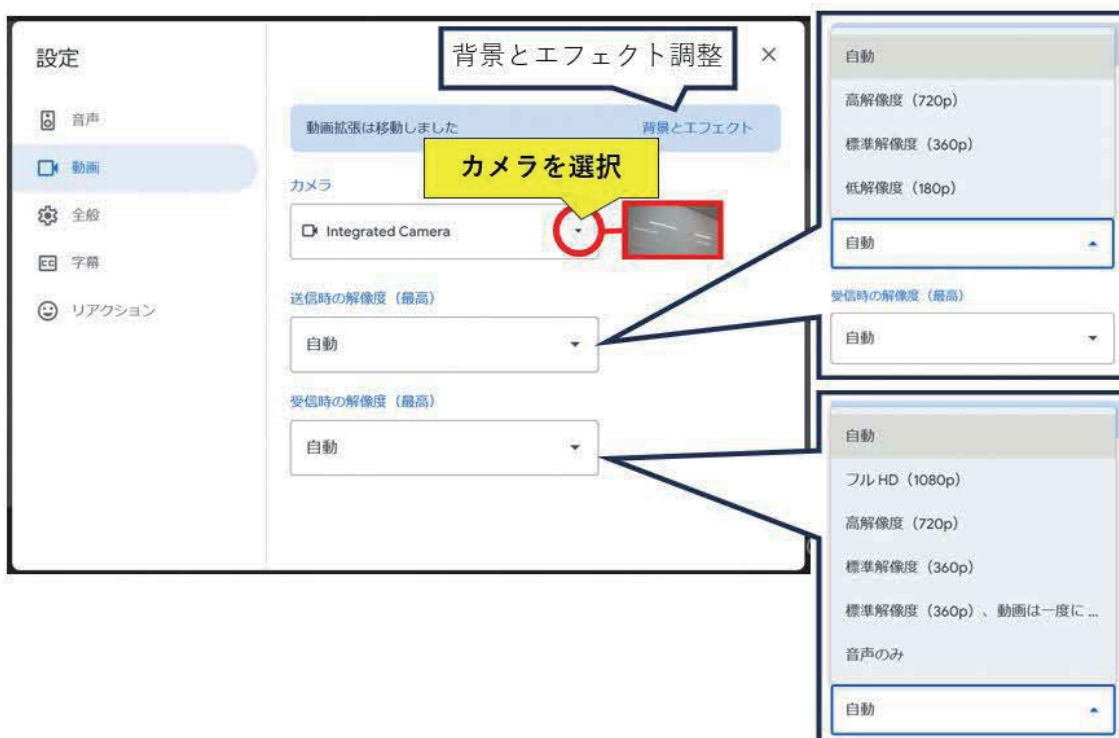 設定
音声
動画
全般
字幕
リアクション
背景とエフェクト調整
動画拡張は移動しました 背景とエフェクト
カメラを選択
カメラ
Integrated Camera
送信時の解像度(最高)
自動
受信時の解像度(最高)
自動
自動
高解像度(720p)
標準解像度(360p)
低解像度(180p)
自動
受信時の解像度(最高)
自動
自動
フル HD(1080p)
高解像度(720p)
標準解像度(360p)
標準解像度(360p)、動画は一度に ...
音声のみ
自動